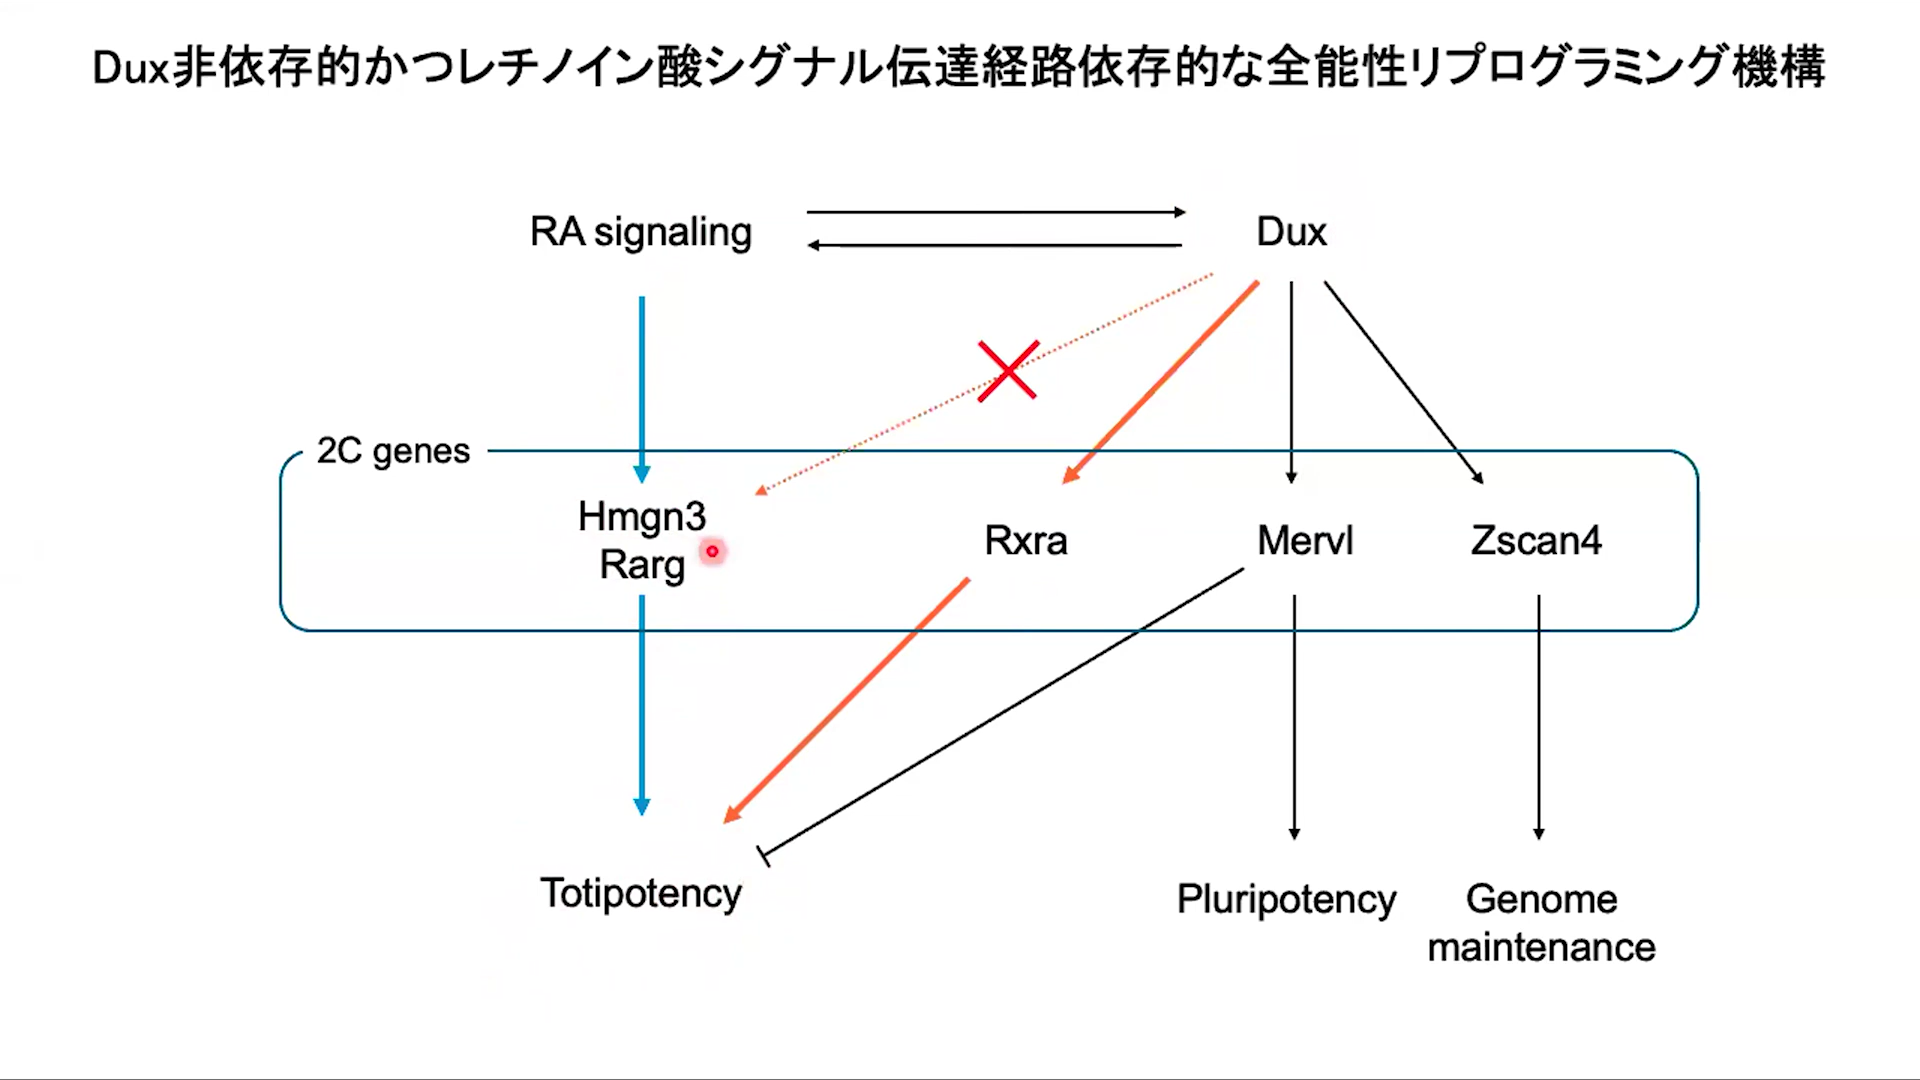 Dux非依存的かつレチノイン酸シグナル伝達経路依存的な全能性リプログラミング機構
RA signaling
Dux
2C genes
Hmgn3
Rarg
Rxra
Mervl
Zscan4
Totipotency
Pluripotency
Genome
maintenance